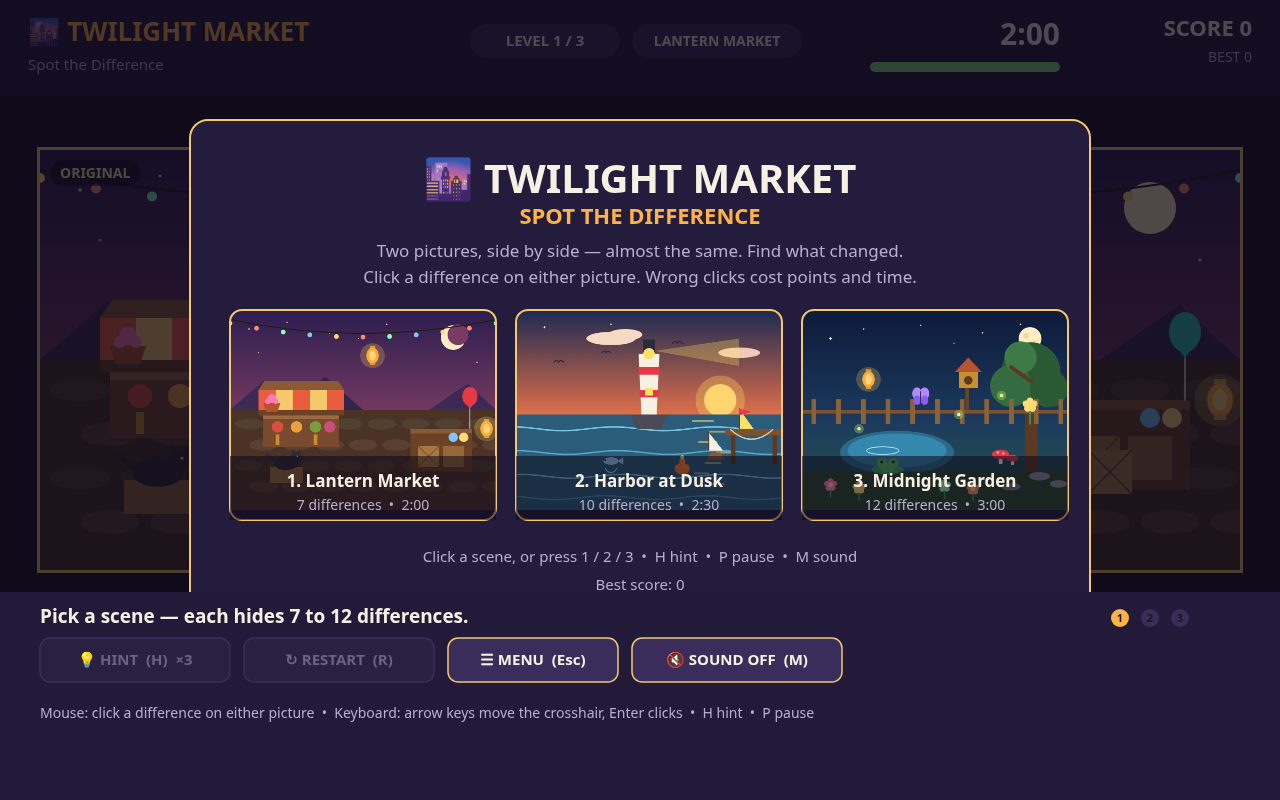 TWILIGHT MARKET
Spot the Difference
LEVEL 1 / 3
LANTERN MARKET
2:00
SCORE 0
BEST 0
ORIGINAL
TWILIGHT MARKET
SPOT THE DIFFERENCE
Two pictures, side by side — almost the same. Find what changed.
Click a difference on either picture. Wrong clicks cost points and time.
1. Lantern Market
7 differences • 2:00
2. Harbor at Dusk
10 differences • 2:30
3. Midnight Garden
12 differences • 3:00
Click a scene, or press 1 / 2 / 3 • H hint • P pause • M sound
Best score: 0
Pick a scene — each hides 7 to 12 differences.
1 2 3
💡 HINT (H) ×3
↻ RESTART (R)
☰ MENU (Esc)
🔇 SOUND OFF (M)
Mouse: click a difference on either picture • Keyboard: arrow keys move the crosshair, Enter clicks • H hint • P pause